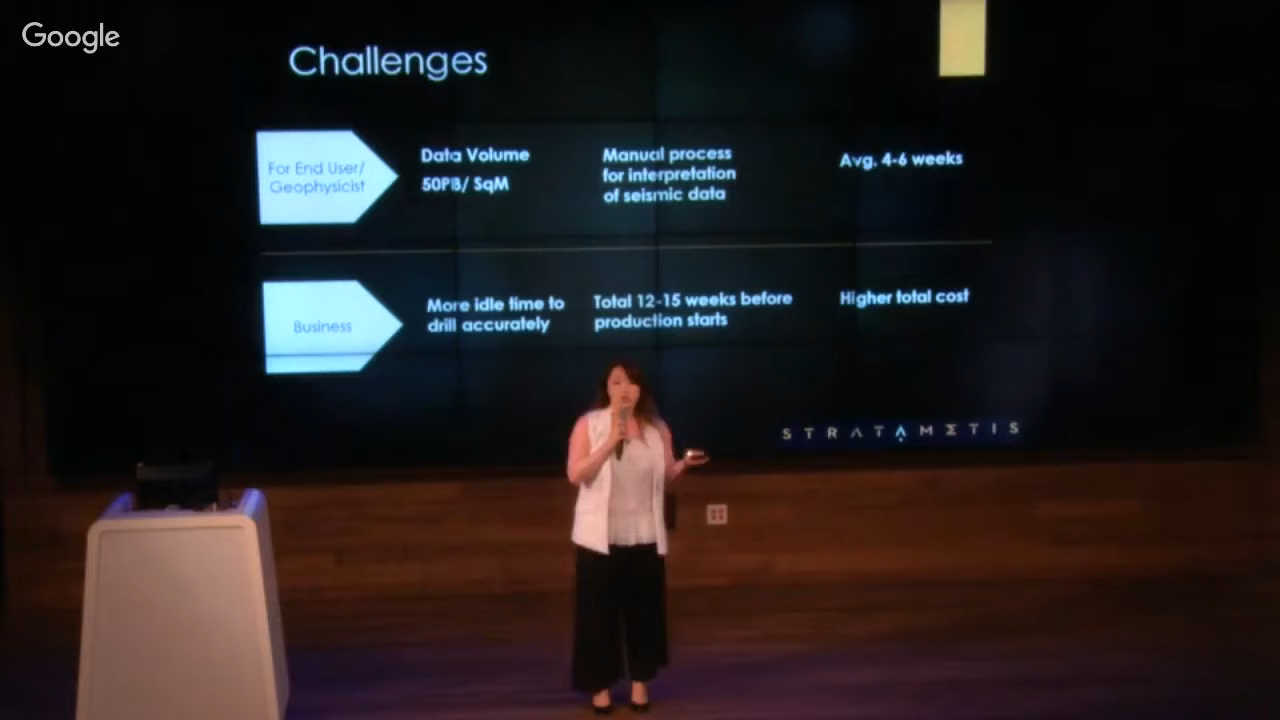 Google
Challenges
For End User/
Geophysicist
Data Volume
50PB/ SqM
Manual process
for interpretation
of seismic data
Avg. 4-6 weeks
Business
More idle time to
drill accurately
Total 12-15 weeks before
production starts
Higher total cost
STRATAMΣTIS